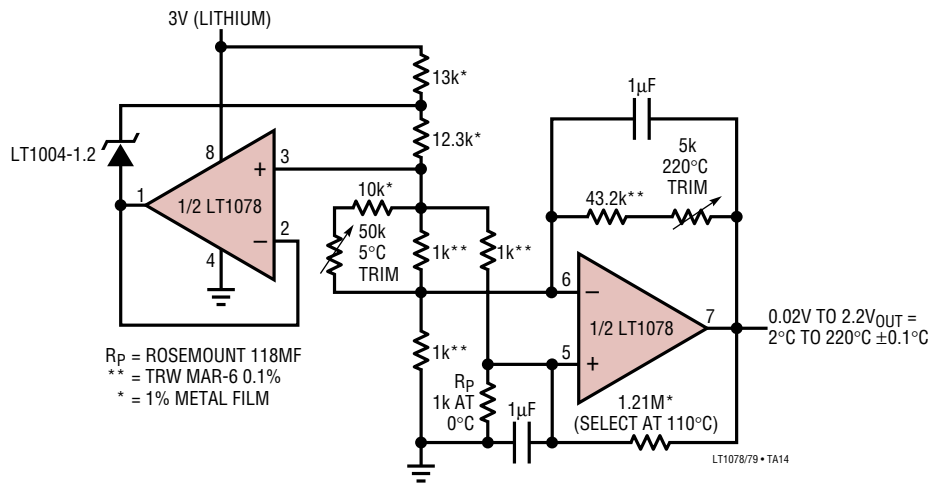 3V (LITHIUM)
13k*
1µF
LT1004-1.2
12.3k*
5k
220°C
TRIM
8
3
+
10k*
43.2k**
1
1/2 LT1078
50k
5°C
TRIM
2
–
1k**
1k**
4
6
–
7
0.02V TO 2.2VOUT =
2°C TO 220°C ±0.1°C
1/2 LT1078
RP = ROSEMOUNT 118MF
** = TRW MAR-6 0.1%
* = 1% METAL FILM
1k**
5
+
RP
1k AT
0°C
1µF
1.21M*
(SELECT AT 110°C)
LT1078/79 • TA14